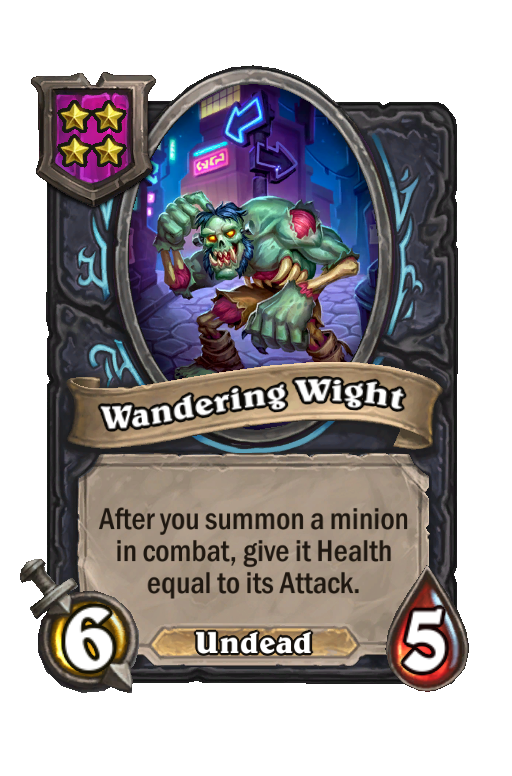 Wandering Wight
After you summon a minion
in combat, give it Health
equal to its Attack.
6
Undead
5